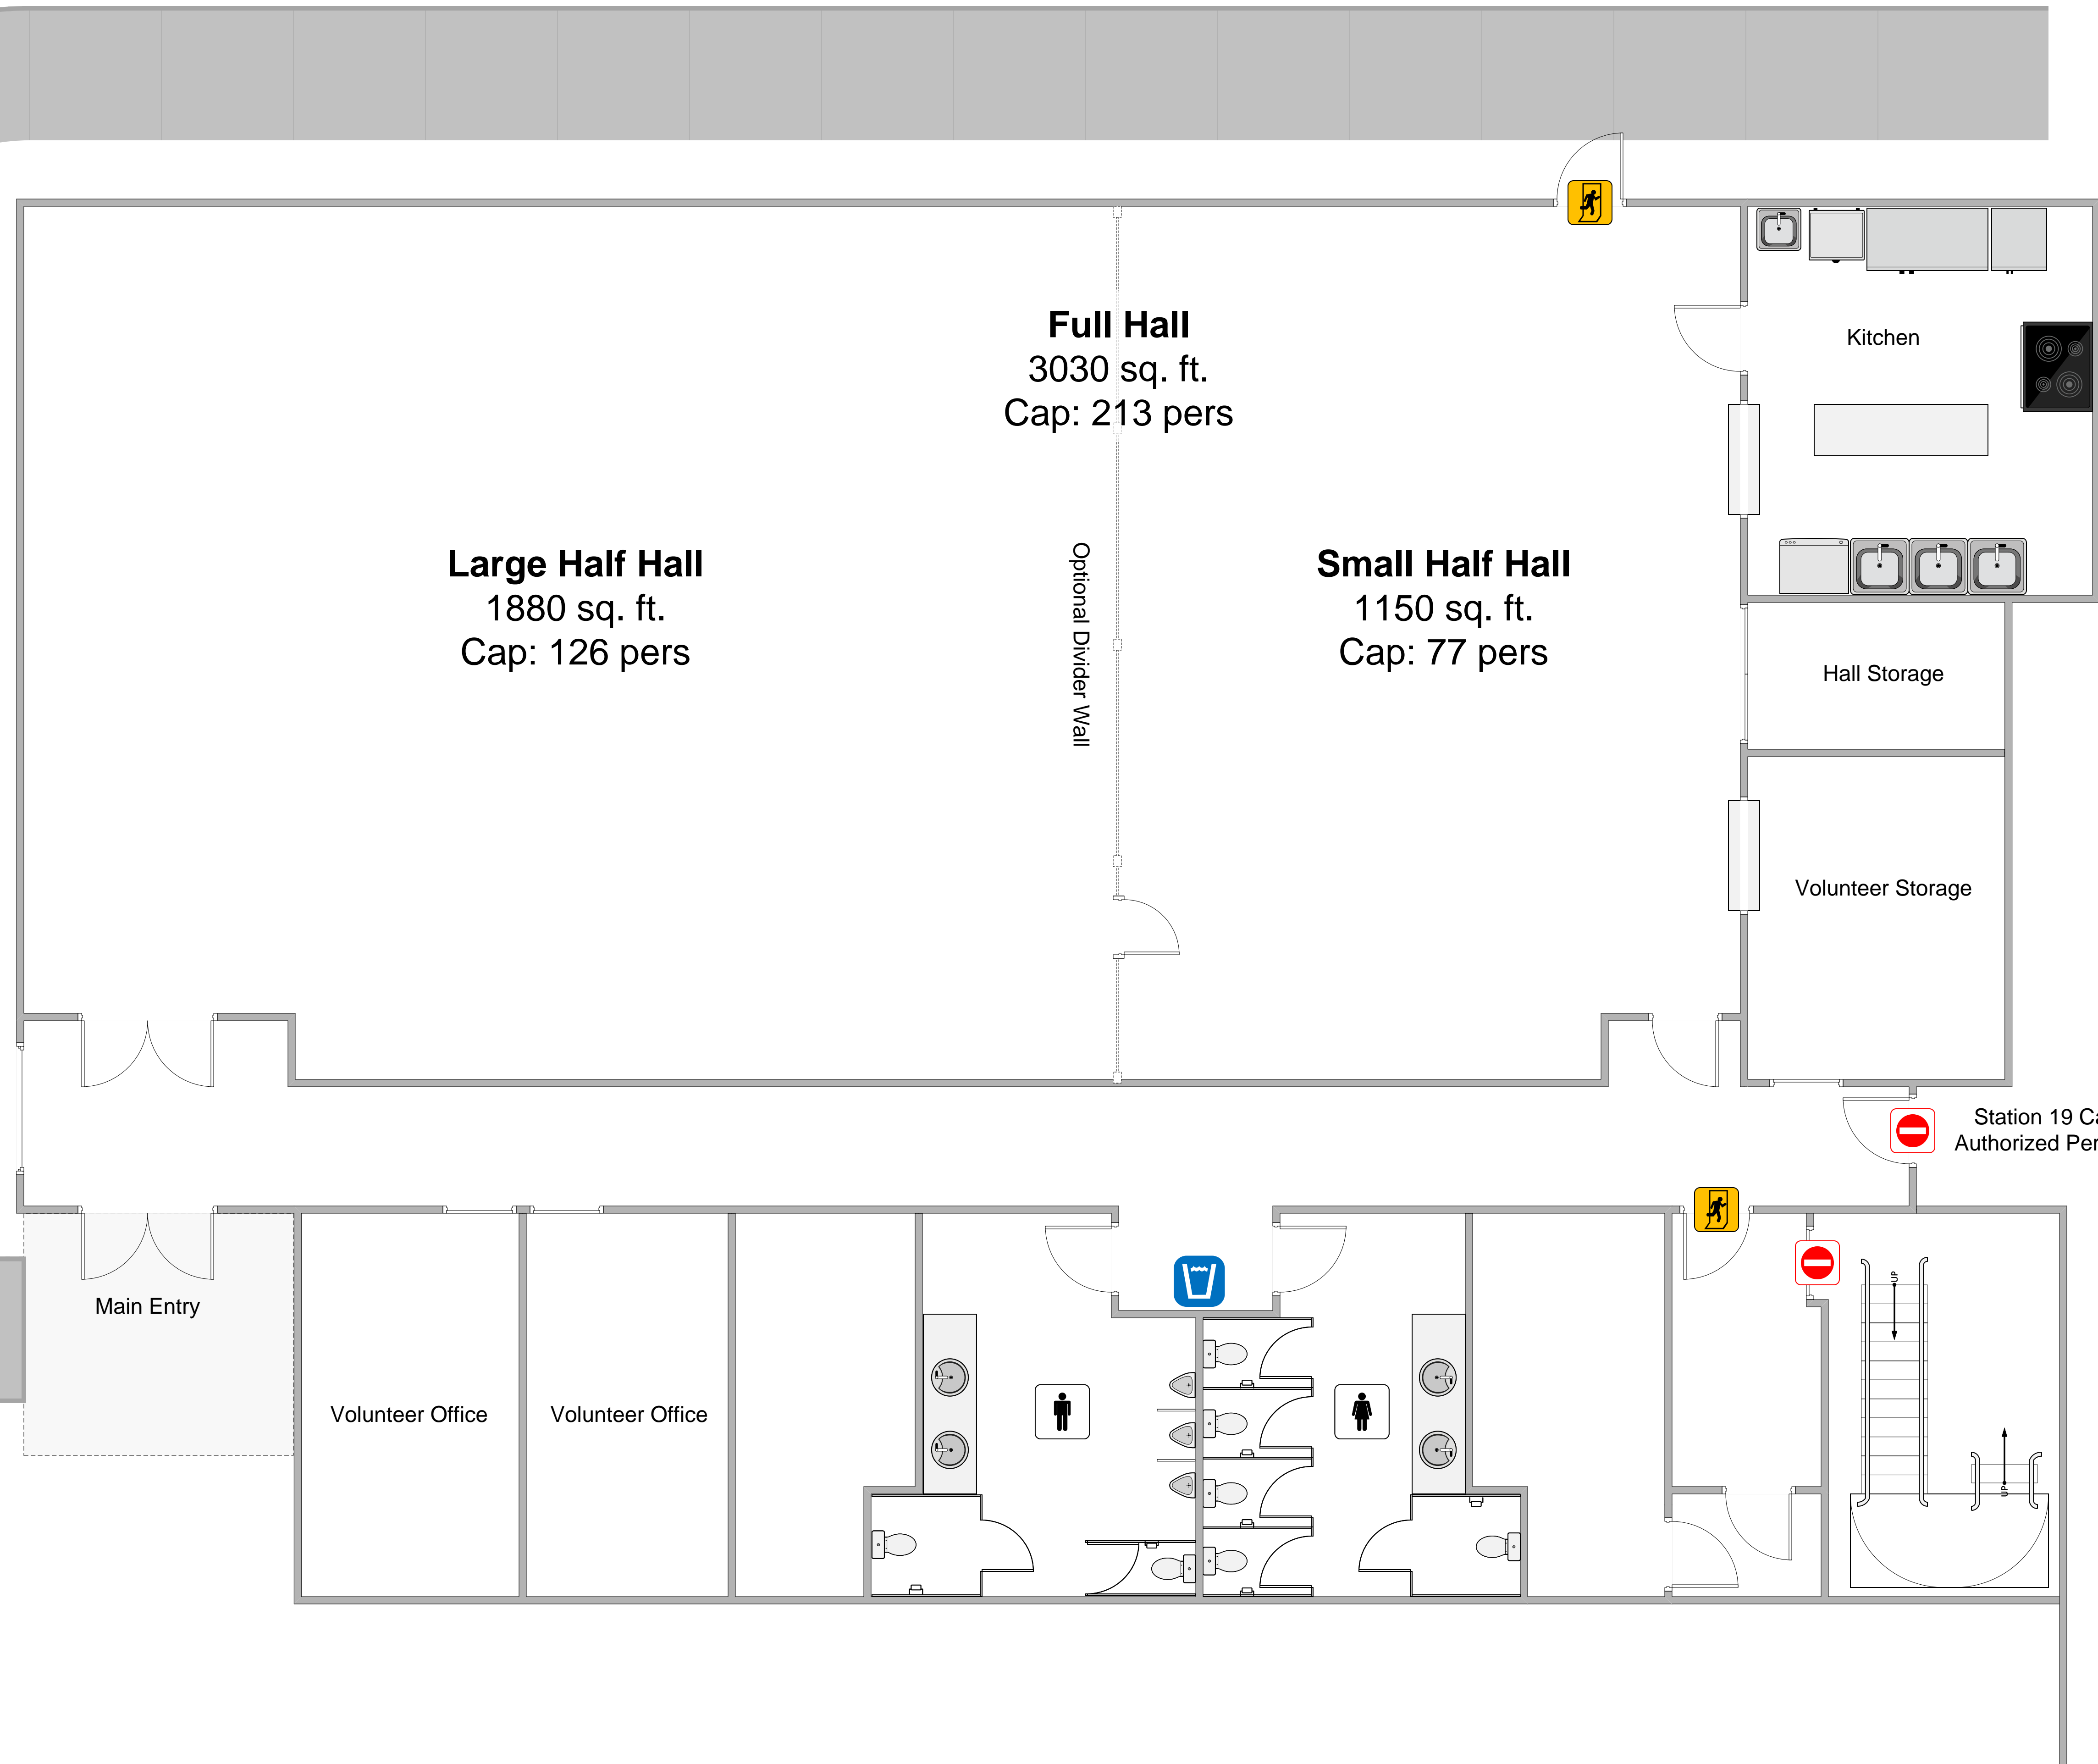 Full Hall
3030 sq. ft.
Cap: 213 pers
Kitchen
Large Half Hall
1880 sq. ft.
Cap: 126 pers
Optional Divider Wall
Small Half Hall
1150 sq. ft.
Cap: 77 pers
Hall Storage
Volunteer Storage
Station 19 Ca
Authorized Per
Main Entry
Volunteer Office
Volunteer Office
UP
UP